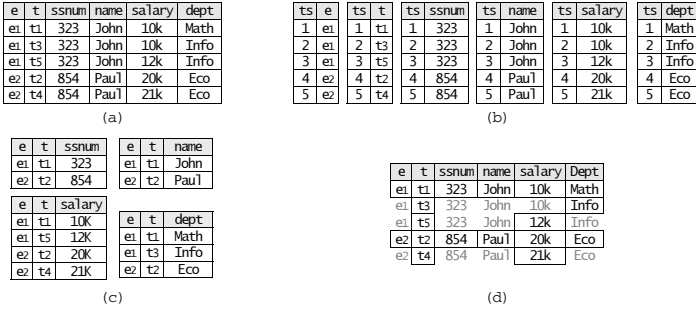 e t ssnum name salary dept
e1 t1 323 John 10k Math
e1 t3 323 John 10k Info
e1 t5 323 John 12k Info
e2 t2 854 Paul 20k Eco
e2 t4 854 Paul 21k Eco
(a)
ts e ts t ts ssnum ts name ts salary ts dept
1 e1 1 t1 1 323 1 John 1 10k 1 Math
2 e1 2 t3 2 323 2 John 2 10k 2 Info
3 e1 3 t5 3 323 3 John 3 12k 3 Info
4 e2 4 t2 4 854 4 Paul 4 20k 4 Eco
5 e2 5 t4 5 854 5 Paul 5 21k 5 Eco
(b)
e t ssnum
e1 t1 323
e2 t2 854
e t name
e1 t1 John
e2 t2 Paul
e t salary
e1 t1 10K
e1 t5 12K
e2 t2 20K
e2 t4 21K
e t dept
e1 t1 Math
e1 t3 Info
e2 t2 Eco
(c)
e t ssnum name salary Dept
e1 t1 323 John 10k Math
e1 t3 323 John 10k Info
e1 t5 323 John 12k Info
e2 t2 854 Paul 20k Eco
e2 t4 854 Paul 21k Eco
(d)